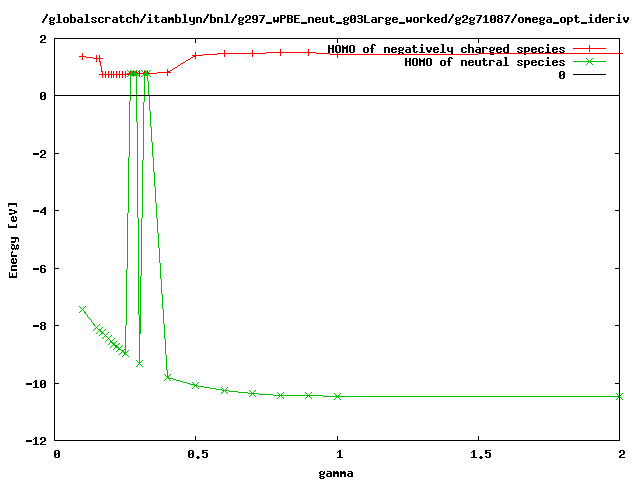 /globalscratch/itamblyn/bnl/g297_wPBE_neut_g03Large_worked/g2g71087/omega_opt_ideriv
HOMO of negatively charged species
HOMO of neutral species
0
2
0
-2
-4
-6
-8
-10
-12
Energy [eV]
0 0.5 1 1.5 2
gamma